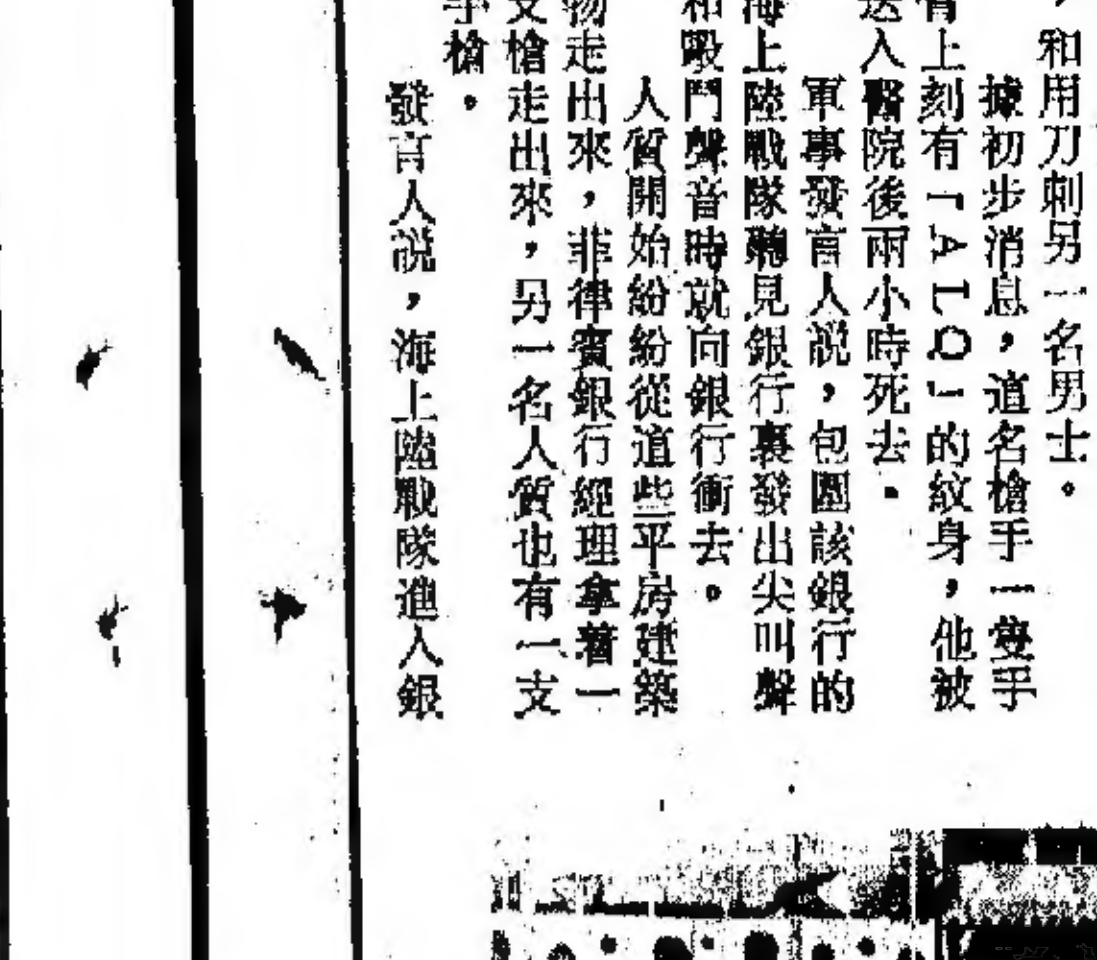 ，和用刀刺另一名男士。
據初步消息，這名槍手一隻手
臂上刻有「ALQ」的紋身，他被
送入醫院後兩小時死去。
軍事發言人說，包圍該銀行的
海上陸戰隊聽見銀行裏發出尖叫聲
和毆鬥聲音時就向銀行衝去。
人質開始紛紛從這些平房建築
物走出來，菲律賓銀行經理拿着一
支槍走出來，另一名人質也有一支
手槍。
發言人說，海上陸戰隊進入銀